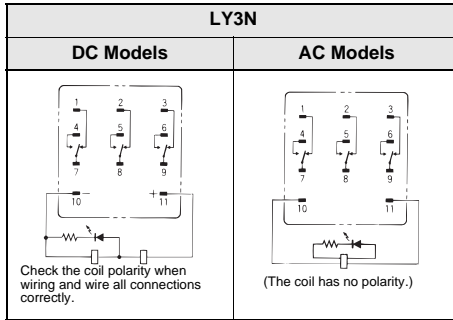 LY3N
DC Models
AC Models
1 2 3
4 5 6
7 8 9
10 − + 11
Check the coil polarity when
wiring and wire all connections
correctly.
1 2 3
4 5 6
7 8 9
10 11
(The coil has no polarity.)